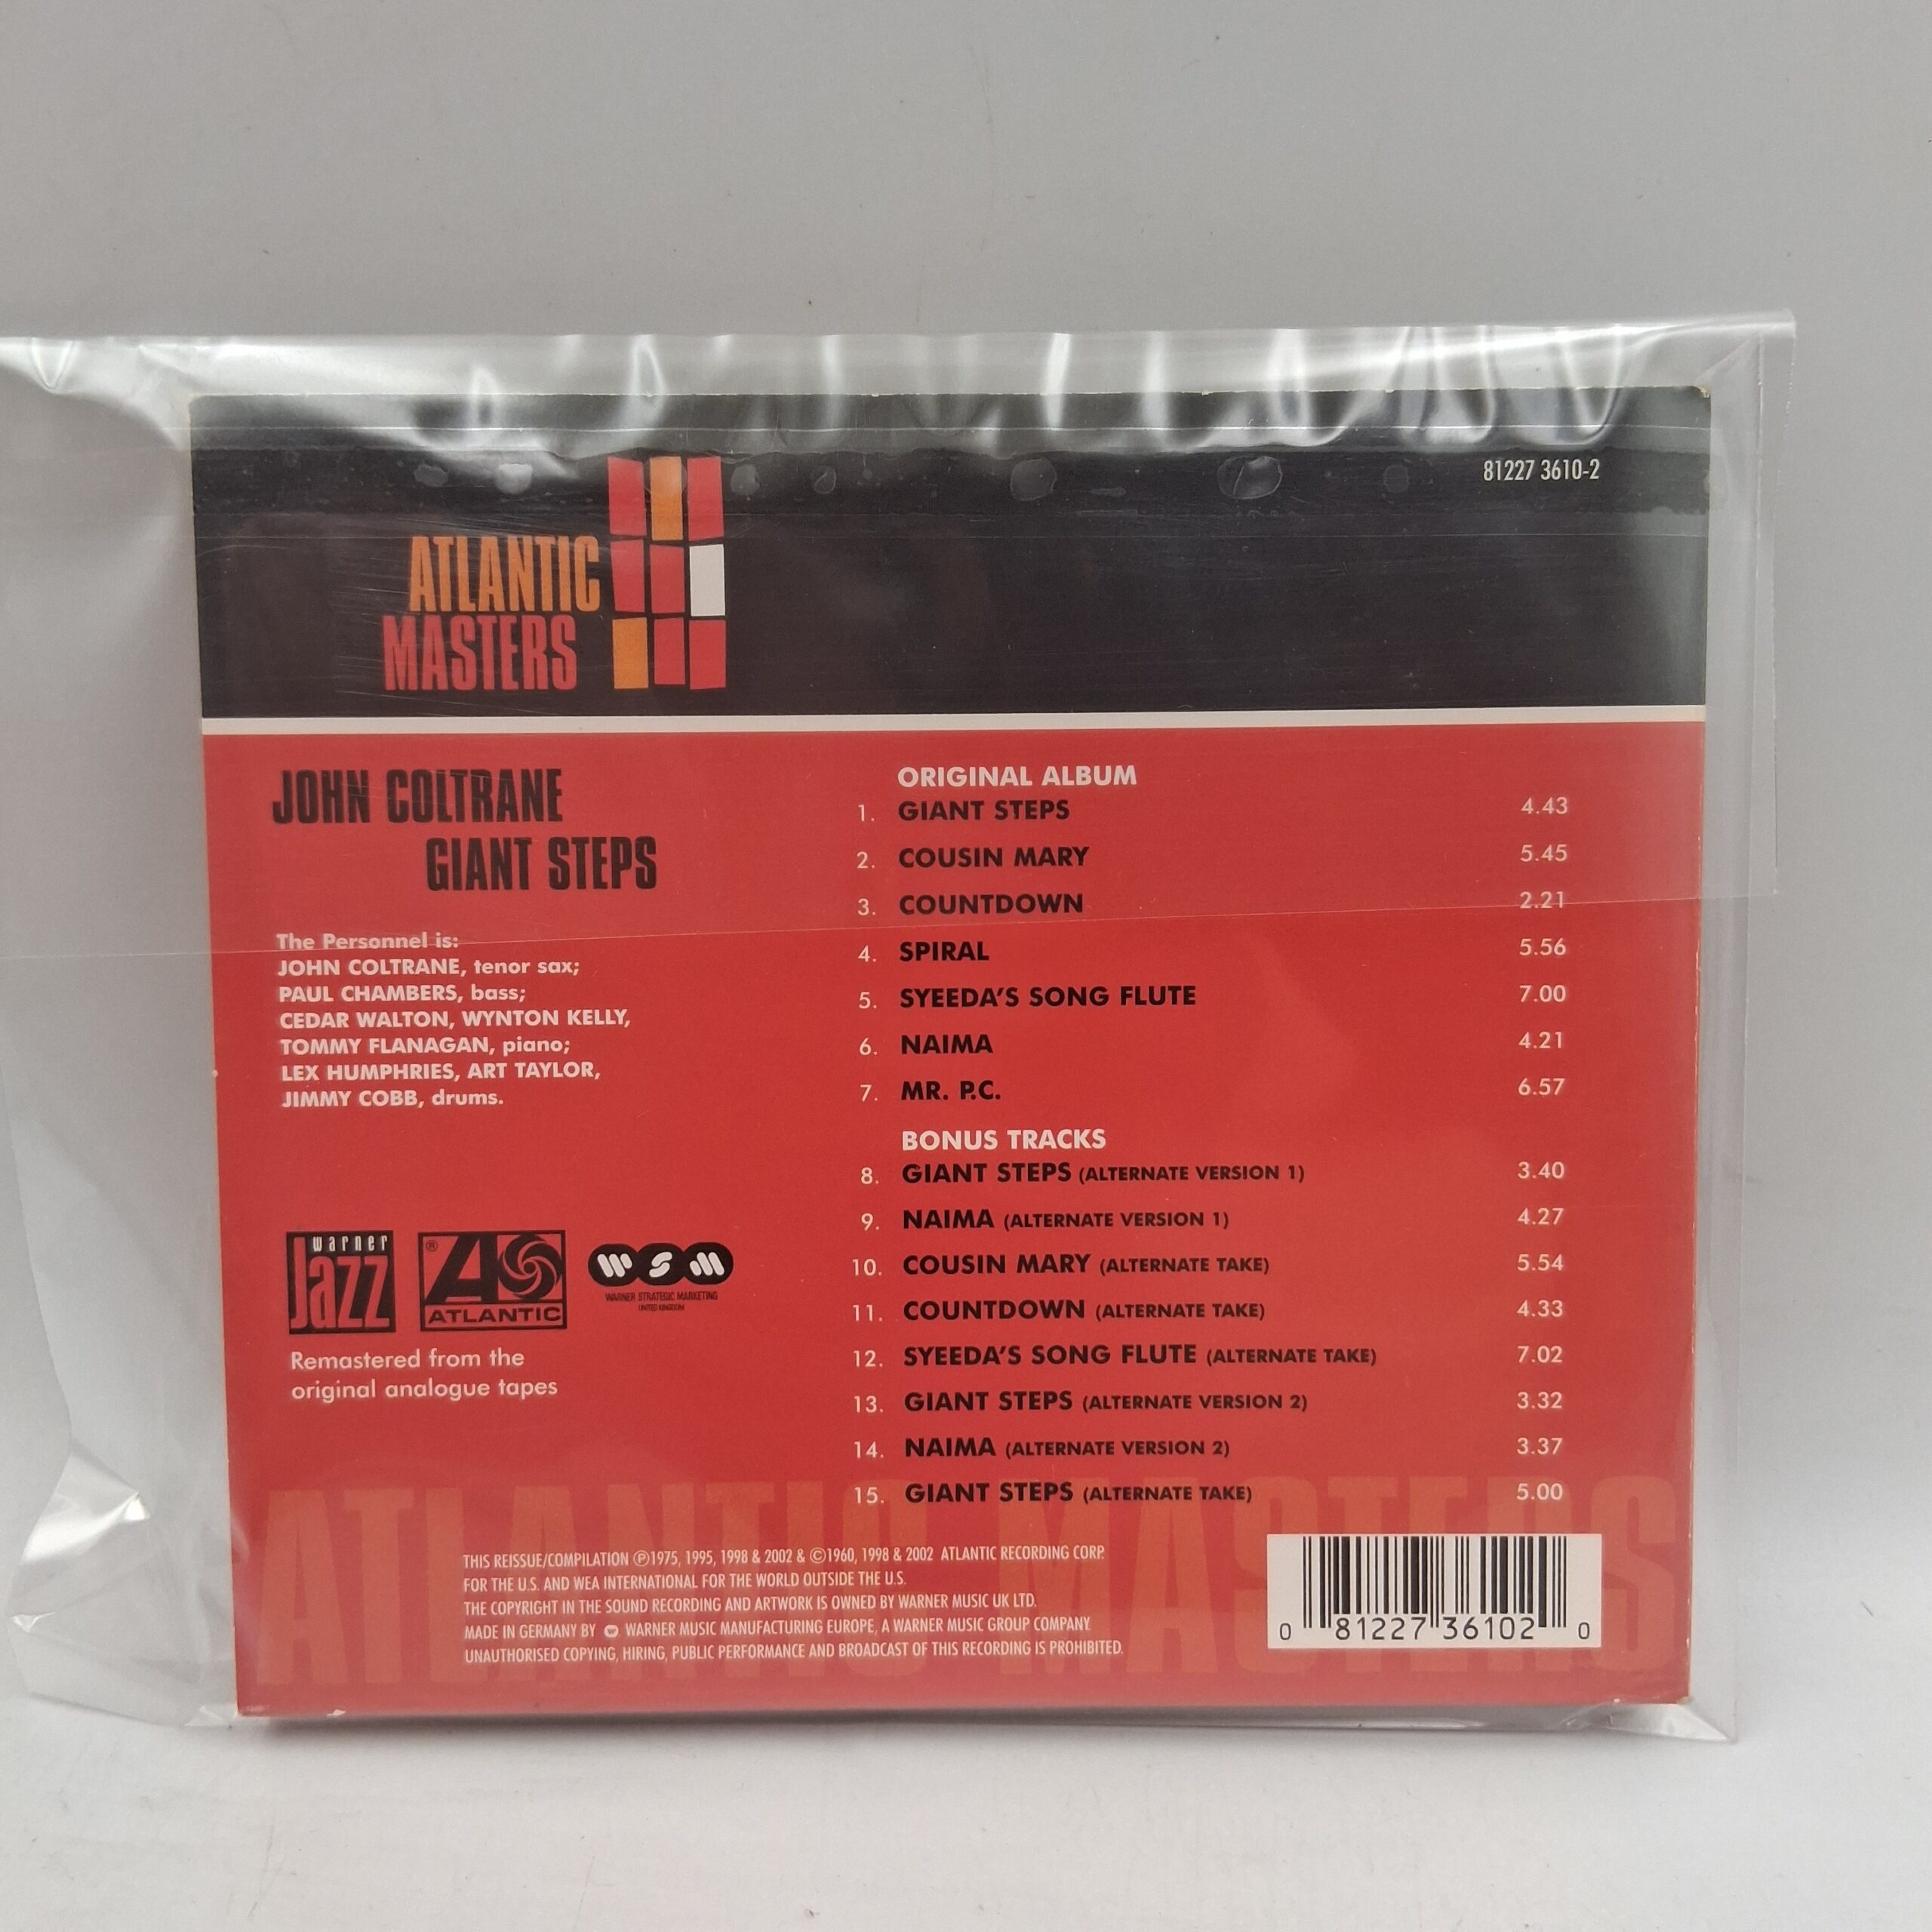 81227 3610-2
ATLANTIC
MASTERS
JOHN COLTRANE
GIANT STEPS
The Personnel is:
JOHN COLTRANE, tenor sax;
PAUL CHAMBERS, bass;
CEDAR WALTON, WYNTON KELLY,
TOMMY FLANAGAN, piano;
LEX HUMPHRIES, ART TAYLOR,
JIMMY COBB, drums.
warner
Jazz
®
ATLANTIC
WSM
WARNER STRATEGIC MARKETING
UNITED KINGDOM
Remastered from the
original analogue tapes
ORIGINAL ALBUM
1. GIANT STEPS 4.43
2. COUSIN MARY 5.45
3. COUNTDOWN 2.21
4. SPIRAL 5.56
5. SYEEDA'S SONG FLUTE 7.00
6. NAIMA 4.21
7. MR. P.C. 6.57
BONUS TRACKS
8. GIANT STEPS (ALTERNATE VERSION 1) 3.40
9. NAIMA (ALTERNATE VERSION 1) 4.27
10. COUSIN MARY (ALTERNATE TAKE) 5.54
11. COUNTDOWN (ALTERNATE TAKE) 4.33
12. SYEEDA'S SONG FLUTE (ALTERNATE TAKE) 7.02
13. GIANT STEPS (ALTERNATE VERSION 2) 3.32
14. NAIMA (ALTERNATE VERSION 2) 3.37
15. GIANT STEPS (ALTERNATE TAKE) 5.00
ATLANTIC MASTERS
THIS REISSUE/COMPILATION ℗1975, 1995, 1998 & 2002 & ©1960, 1998 & 2002 ATLANTIC RECORDING CORP.
FOR THE U.S. AND WEA INTERNATIONAL FOR THE WORLD OUTSIDE THE U.S.
THE COPYRIGHT IN THE SOUND RECORDING AND ARTWORK IS OWNED BY WARNER MUSIC UK LTD.
MADE IN GERMANY BY WARNER MUSIC MANUFACTURING EUROPE, A WARNER MUSIC GROUP COMPANY
UNAUTHORISED COPYING, HIRING, PUBLIC PERFORMANCE AND BROADCAST OF THIS RECORDING IS PROHIBITED.
0 81227 36102 0